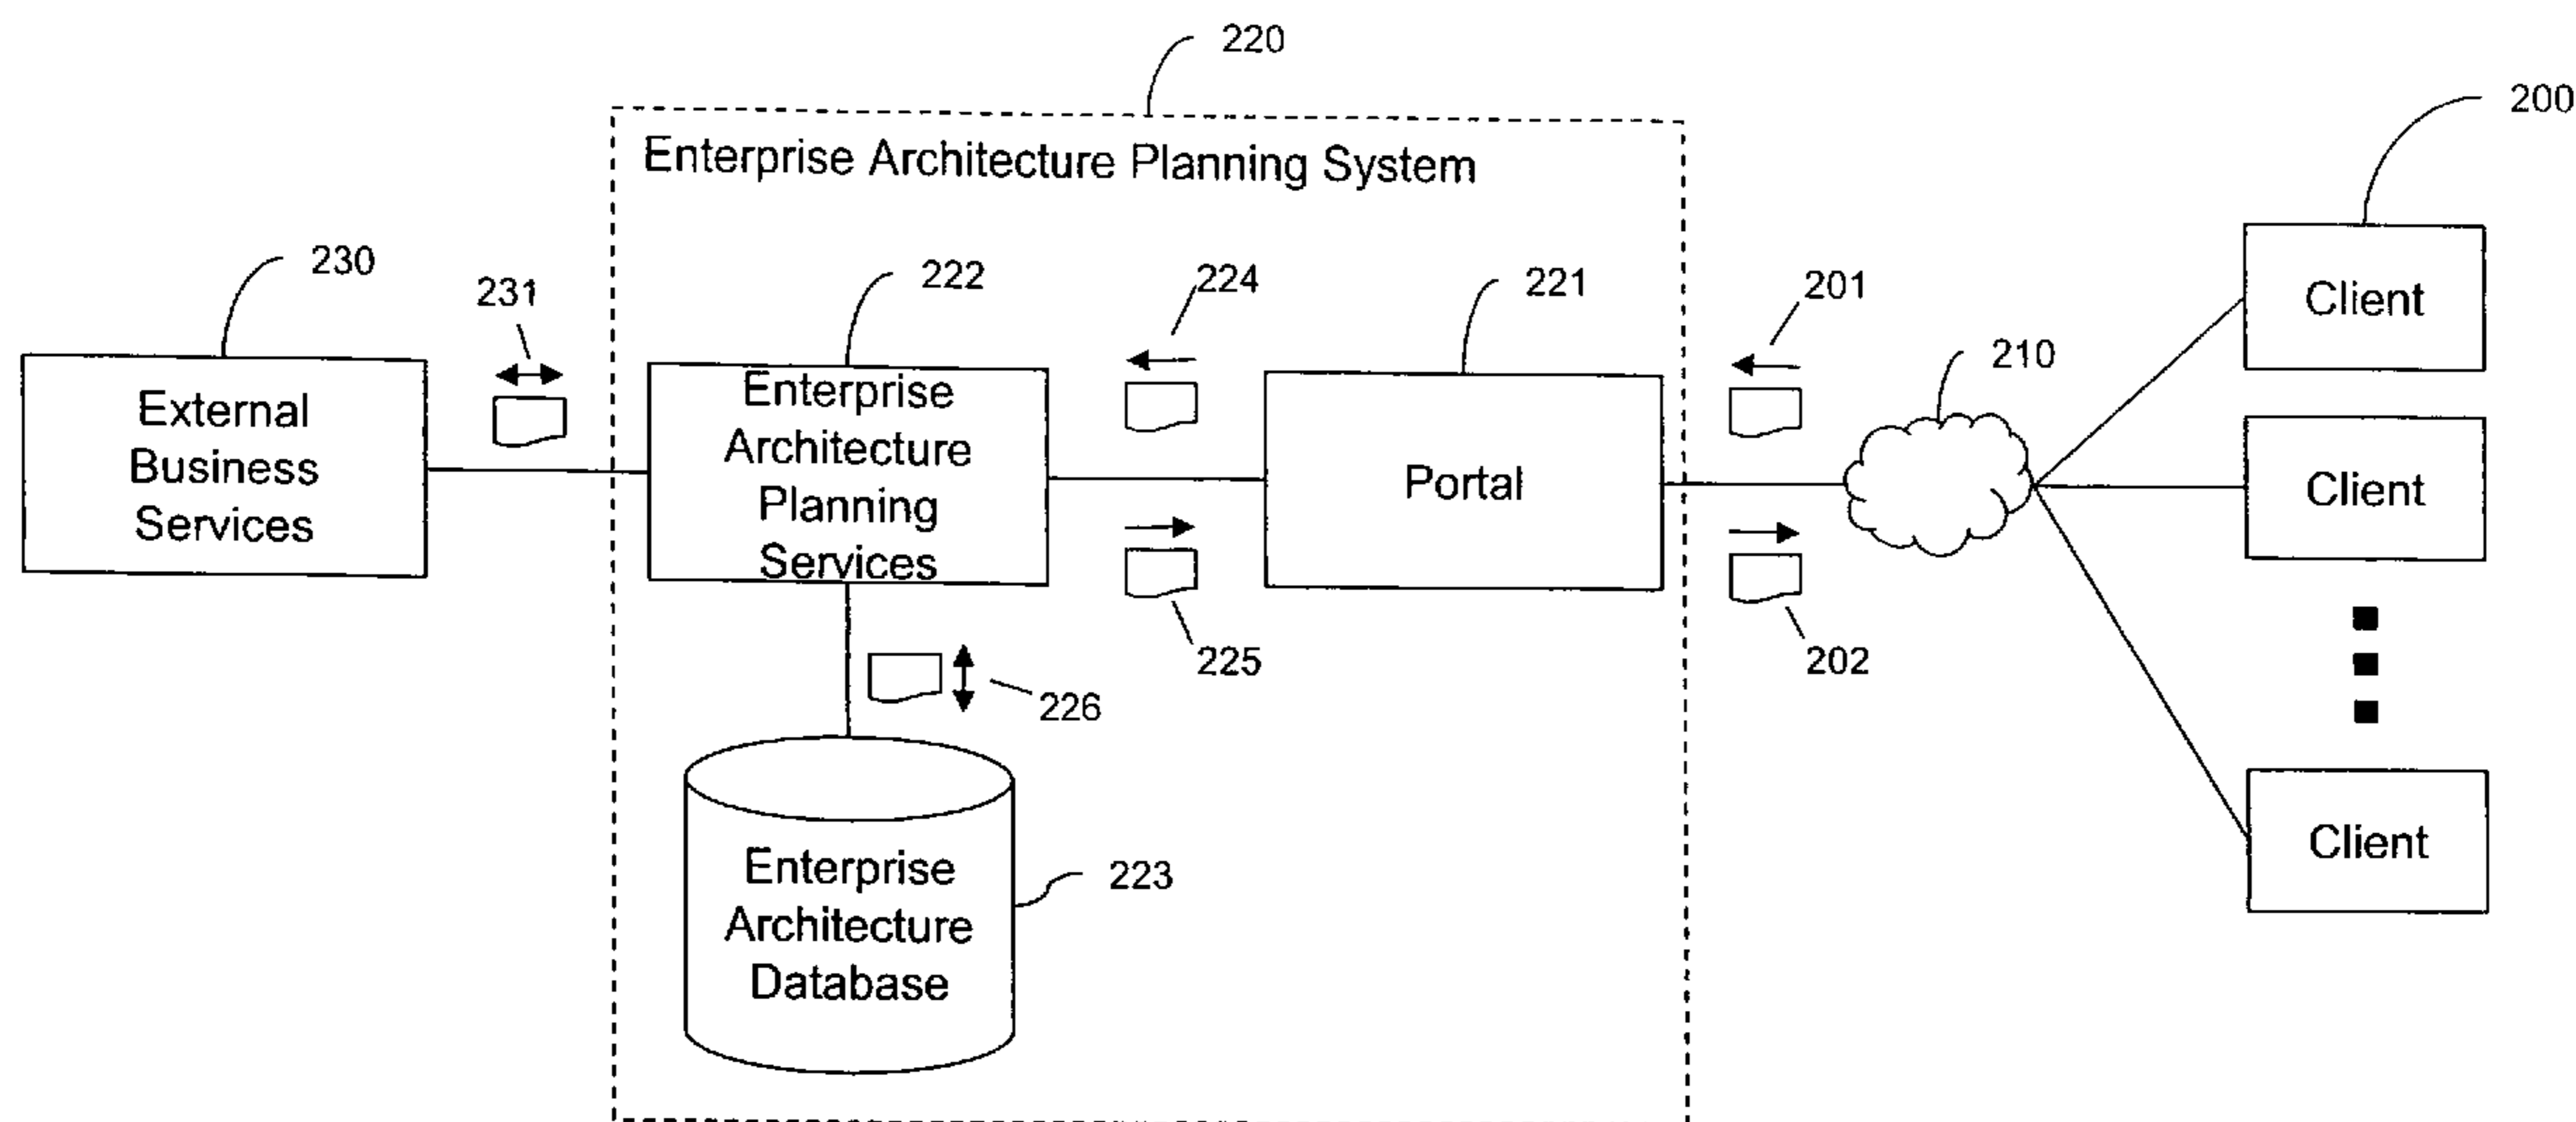 220
200
Enterprise Architecture Planning System
230
231
222
224
221
201
210
Client
External
Business
Services
Enterprise
Architecture
Planning
Services
Portal
Client
225
202
226
Client
Enterprise
Architecture
Database
223